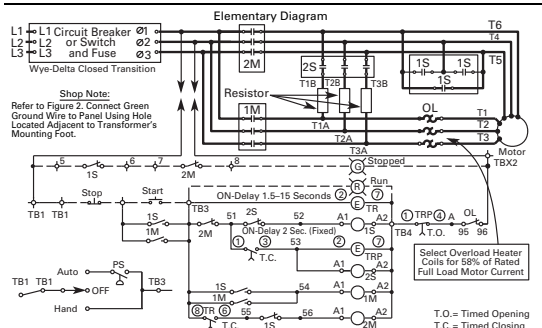 Elementary Diagram
L1 L1 Circuit Breaker Ø1
L2 L2 or Switch Ø2
L3 L3 and Fuse Ø3
Wye-Delta Closed Transition
2M
2S
1S 1S
1S
T6
T4
T5
T1B T2B T3B
Shop Note:
Refer to Figure 2. Connect Green
Ground Wire to Panel Using Hole
Located Adjacent to Transformer's
Mounting Foot.
Resistor
1M
OL
T1A
T2A
T3A
T1
T2
T3
Motor
TBX2
5 1S 6 7 2M 8
G Stopped
R Run
Stop Start
ON-Delay 1.5–15 Seconds 2 7
E
TR
TB1 TB1
TB3
1S
1M
2M
51 2S 52 A1 A2
1S
TB4
1 TRP 4 A OL
T.O. 95 96
ON-Delay 2 Sec. (Fixed)
1 3 53 2 7
T.C.
E
TRP
A1 A2
2S
Select Overload Heater
Coils for 58% of Rated
Full Load Motor Current
Auto PS
TB1 TB1 OFF TB3
Hand
1S 54 A1 A2
1M 1M
8 TR 6 55 56 A1 A2
T.C. 1S 2M
T.O.= Timed Opening
T.C.= Timed Closing